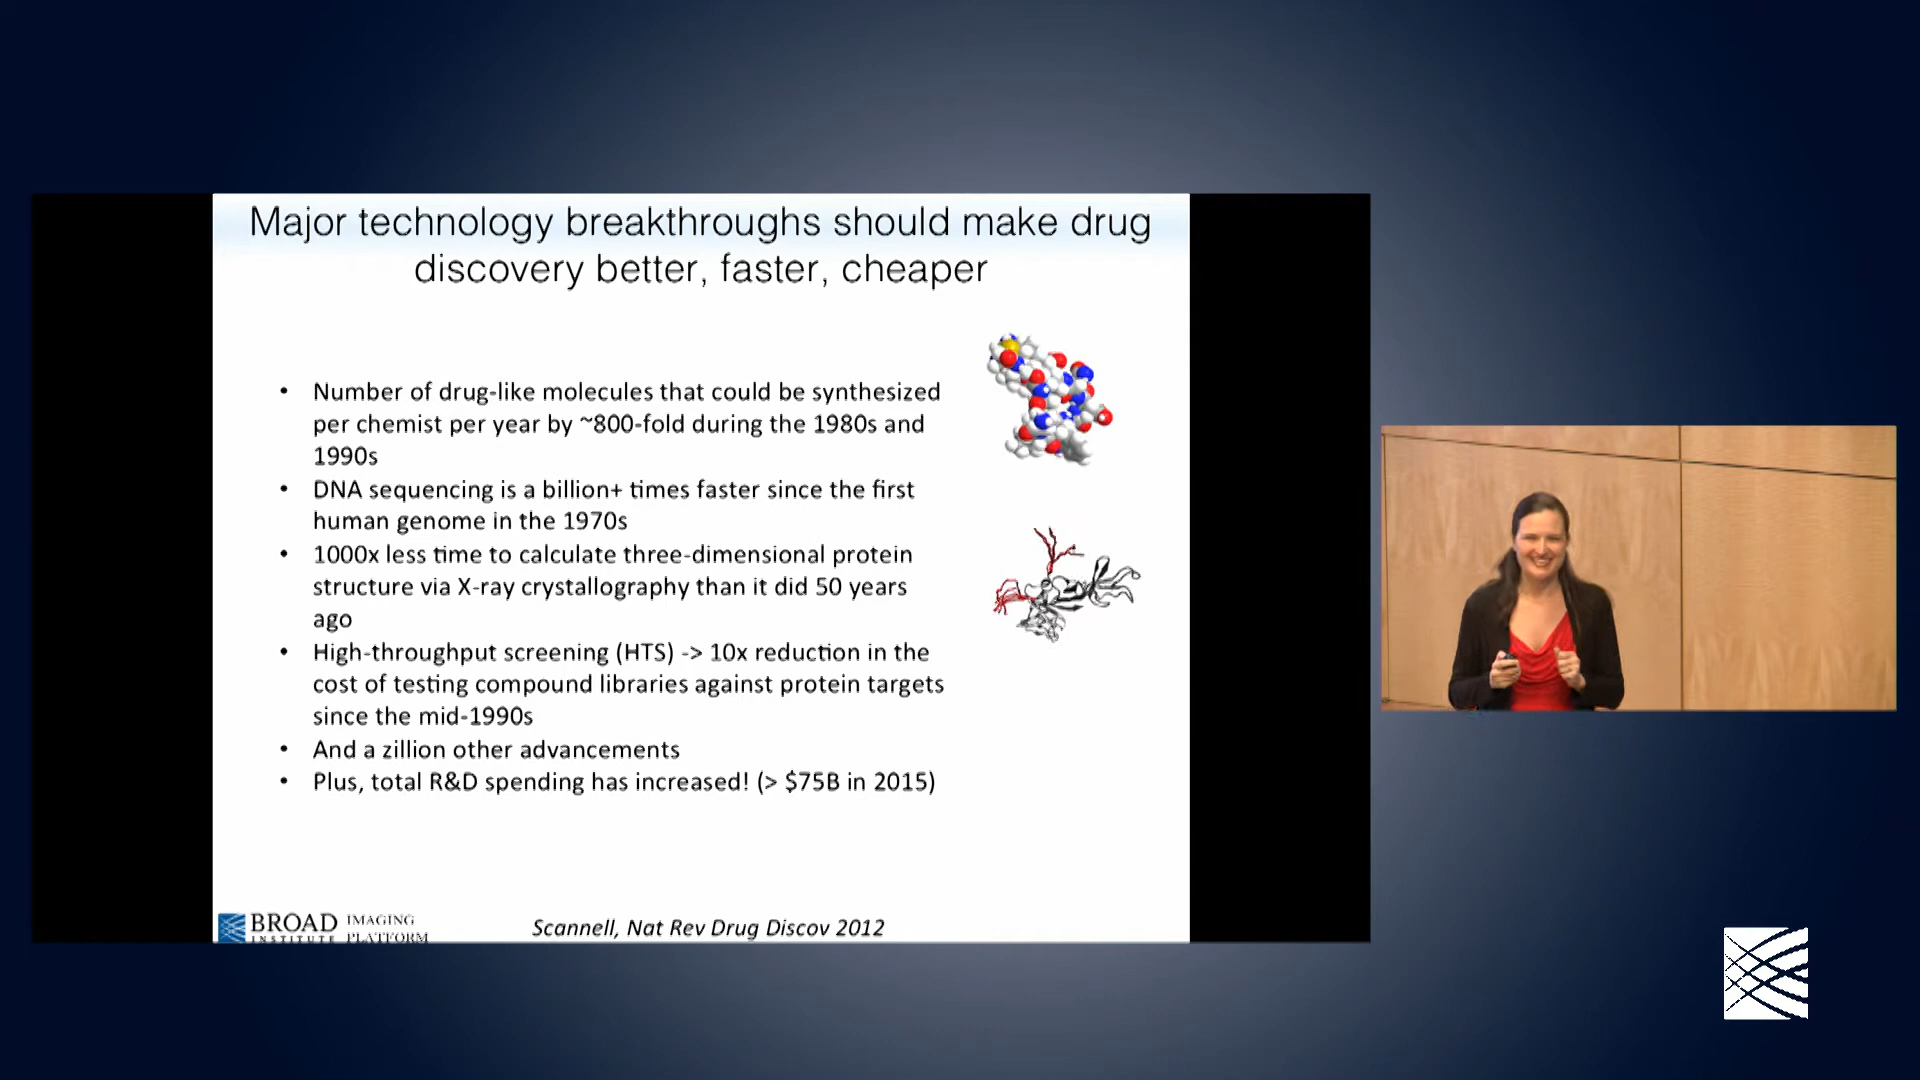 Major technology breakthroughs should make drug
discovery better, faster, cheaper
• Number of drug-like molecules that could be synthesized
per chemist per year by ~800-fold during the 1980s and
1990s
• DNA sequencing is a billion+ times faster since the first
human genome in the 1970s
• 1000x less time to calculate three-dimensional protein
structure via X-ray crystallography than it did 50 years
ago
• High-throughput screening (HTS) -> 10x reduction in the
cost of testing compound libraries against protein targets
since the mid-1990s
• And a zillion other advancements
• Plus, total R&D spending has increased! (> $75B in 2015)
BROAD
INSTITUTE
IMAGING
PLATFORM
Scannell, Nat Rev Drug Discov 2012